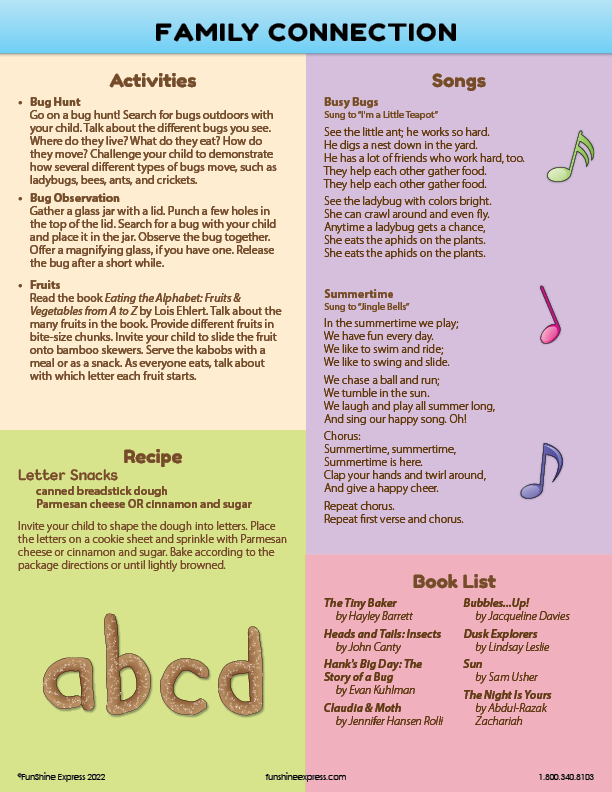 FAMILY CONNECTION
Activities
• Bug Hunt
Go on a bug hunt! Search for bugs outdoors with
your child. Talk about the different bugs you see.
Where do they live? What do they eat? How do
they move? Challenge your child to demonstrate
how several different types of bugs move, such as
ladybugs, bees, ants, and crickets.
• Bug Observation
Gather a glass jar with a lid. Punch a few holes in
the top of the lid. Search for a bug with your child
and place it in the jar. Observe the bug together.
Offer a magnifying glass, if you have one. Release
the bug after a short while.
• Fruits
Read the book Eating the Alphabet: Fruits &
Vegetables from A to Z by Lois Ehlert. Talk about the
many fruits in the book. Provide different fruits in
bite-size chunks. Invite your child to slide the fruit
onto bamboo skewers. Serve the kabobs with a
meal or as a snack. As everyone eats, talk about
with which letter each fruit starts.
Recipe
Letter Snacks
canned breadstick dough
Parmesan cheese OR cinnamon and sugar
Invite your child to shape the dough into letters. Place
the letters on a cookie sheet and sprinkle with Parmesan
cheese or cinnamon and sugar. Bake according to the
package directions or until lightly browned.
abcd
Songs
Busy Bugs
Sung to "I'm a Little Teapot"
See the little ant; he works so hard.
He digs a nest down in the yard.
He has a lot of friends who work hard, too.
They help each other gather food.
They help each other gather food.
See the ladybug with colors bright.
She can crawl around and even fly.
Anytime a ladybug gets a chance,
She eats the aphids on the plants.
She eats the aphids on the plants.
Summertime
Sung to "Jingle Bells"
In the summertime we play;
We have fun every day.
We like to swim and ride;
We like to swing and slide.
We chase a ball and run;
We tumble in the sun.
We laugh and play all summer long,
And sing our happy song. Oh!
Chorus:
Summertime, summertime,
Summertime is here.
Clap your hands and twirl around,
And give a happy cheer.
Repeat chorus.
Repeat first verse and chorus.
Book List
The Tiny Baker
by Hayley Barrett
Heads and Tails: Insects
by John Canty
Hank's Big Day: The
Story of a Bug
by Evan Kuhlman
Claudia & Moth
by Jennifer Hansen Rolli
Bubbles...Up!
by Jacqueline Davies
Dusk Explorers
by Lindsay Leslie
Sun
by Sam Usher
The Night Is Yours
by Abdul-Razak
Zachariah
©FunShine Express 2022
funshineexpress.com
1.800.340.8103